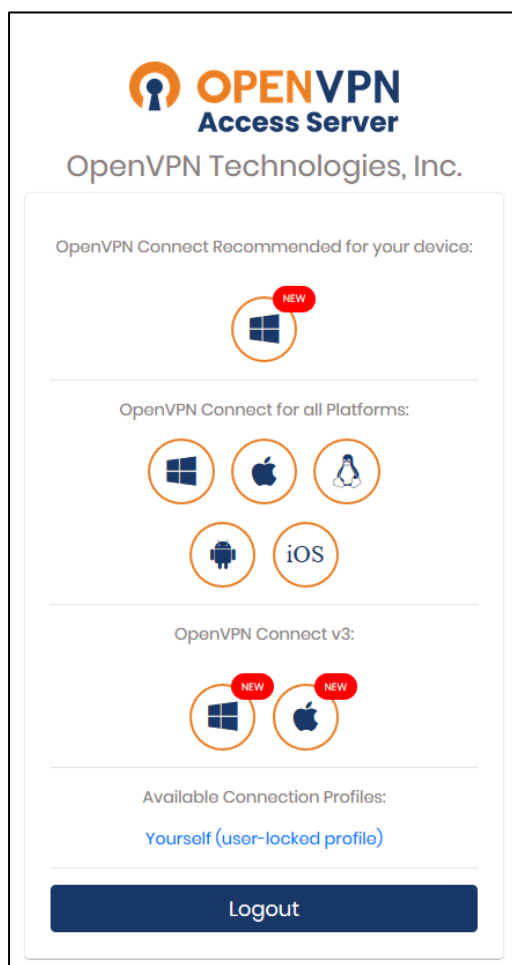 OPENVPN
Access Server
OpenVPN Technologies, Inc.
OpenVPN Connect Recommended for your device:
NEW
OpenVPN Connect for all Platforms:
iOS
OpenVPN Connect v3:
NEW NEW
Available Connection Profiles:
Yourself (user-locked profile)
Logout